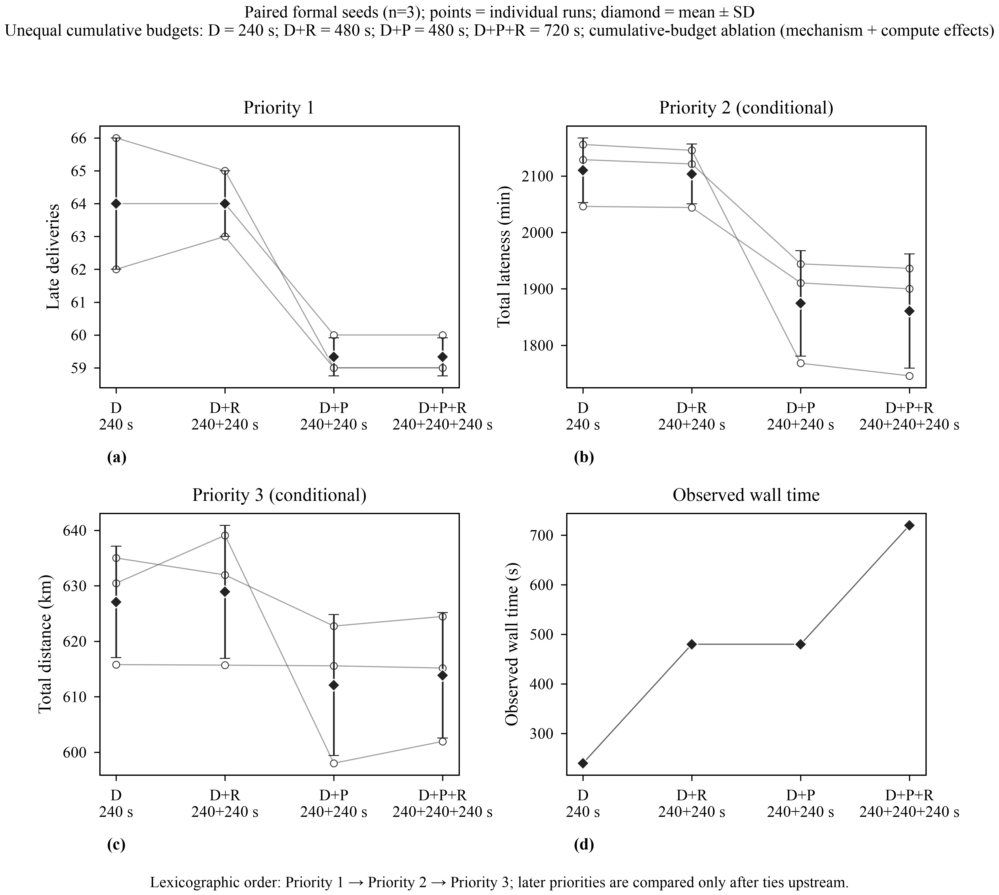 Paired formal seeds (n=3); points = individual runs; diamond = mean ± SD
Unequal cumulative budgets: D = 240 s; D+R = 480 s; D+P = 480 s; D+P+R = 720 s; cumulative-budget ablation (mechanism + compute effects)
Priority 1
Late deliveries
66
65
64
63
62
61
60
59
D
240 s
D+R
240+240 s
D+P
240+240 s
D+P+R
240+240+240 s
(a)
Priority 2 (conditional)
Total lateness (min)
2100
2000
1900
1800
D
240 s
D+R
240+240 s
D+P
240+240 s
D+P+R
240+240+240 s
(b)
Priority 3 (conditional)
Total distance (km)
640
630
620
610
600
D
240 s
D+R
240+240 s
D+P
240+240 s
D+P+R
240+240+240 s
(c)
Observed wall time
Observed wall time (s)
700
600
500
400
300
D
240 s
D+R
240+240 s
D+P
240+240 s
D+P+R
240+240+240 s
(d)
Lexicographic order: Priority 1 → Priority 2 → Priority 3; later priorities are compared only after ties upstream.